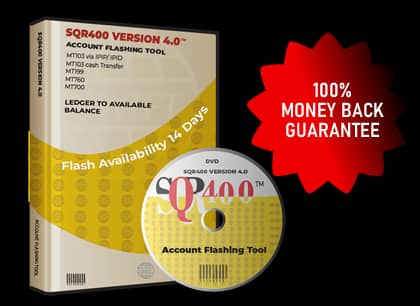 SQR400 VERSION 4.0™
ACCOUNT FLASHING TOOL
MT103 via IPIP/ IPID
MT103 cash Transfer
MT199
MT760
MT700
LEDGER TO AVAILABLE
BALANCE
Flash Availability 14 Days
SQR400 VERSION 4.0
ACCOUNT FLASHING TOOL
DVD
SQR400 VERSION 4.0
SQR400™
Account Flashing Tool
100%
MONEY BACK
GUARANTEE